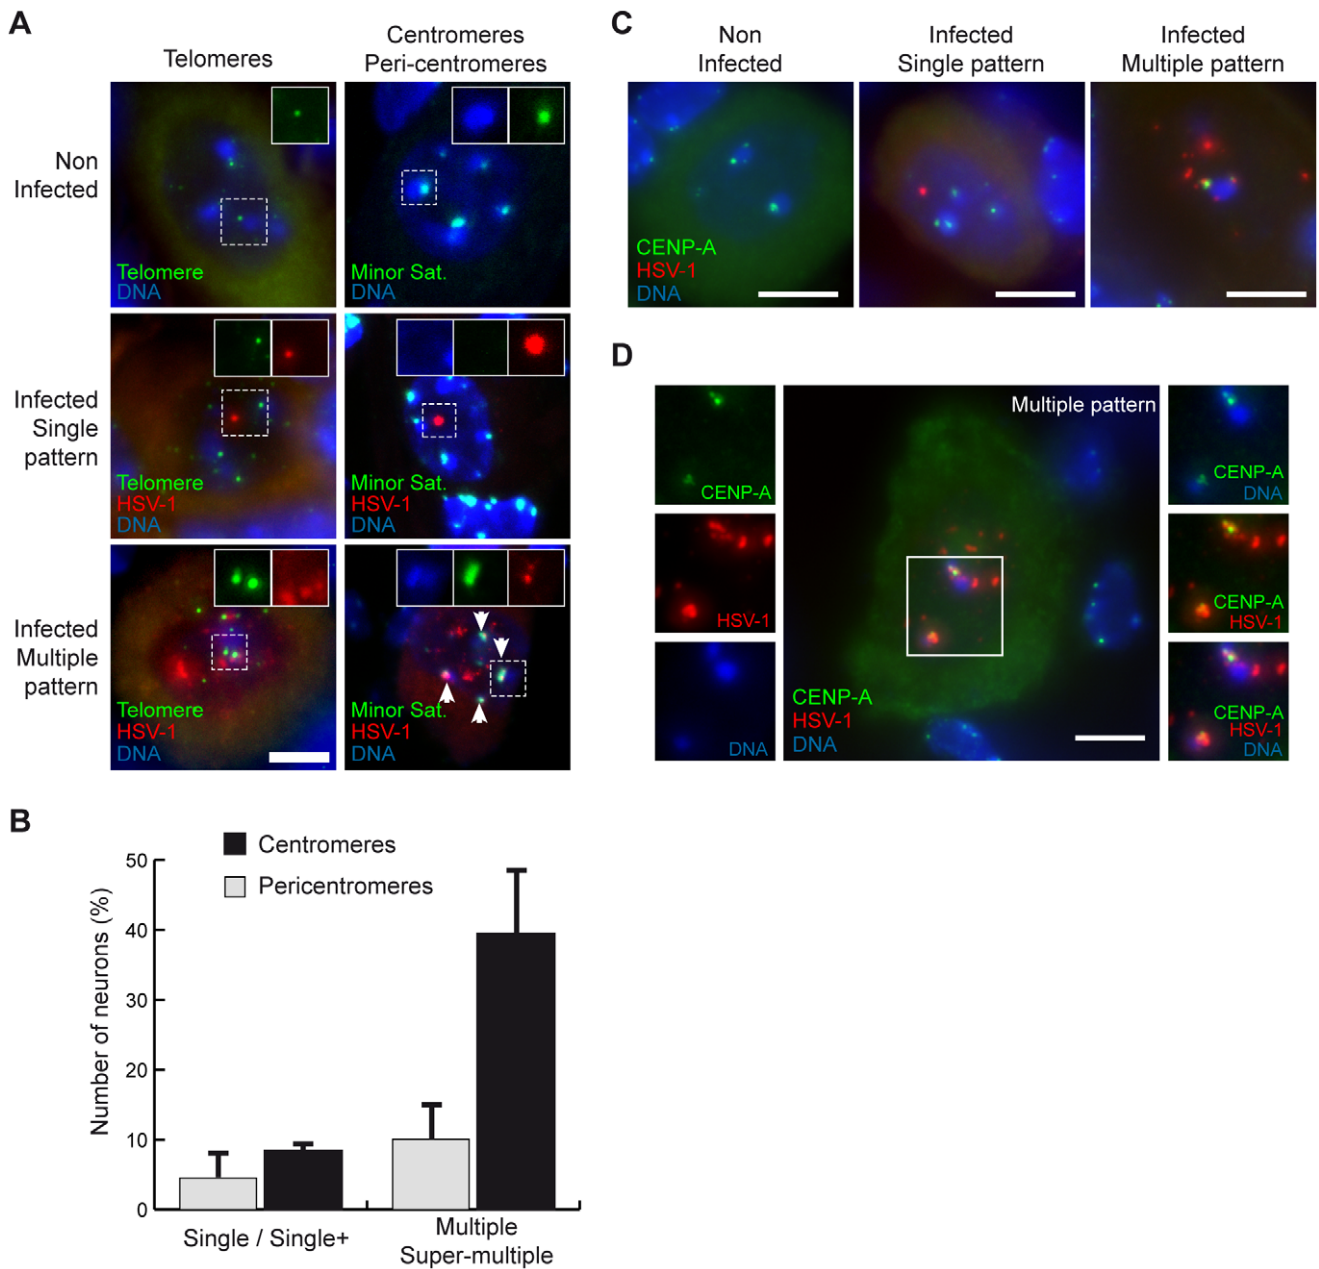 A
Telomeres
Centromeres
Peri-centromeres
Non
Infected
Telomere
DNA
Minor Sat.
DNA
Infected
Single
pattern
Telomere
HSV-1
DNA
Minor Sat.
HSV-1
DNA
Infected
Multiple
pattern
Telomere
HSV-1
DNA
Minor Sat.
HSV-1
DNA
B
Centromeres
Pericentromeres
Number of neurons (%)
50
40
30
20
10
0
Single / Single+
Multiple
Super-multiple
C
Non
Infected
Infected
Single pattern
Infected
Multiple pattern
CENP-A
HSV-1
DNA
D
CENP-A
HSV-1
DNA
Multiple pattern
CENP-A
HSV-1
DNA
CENP-A
DNA
CENP-A
HSV-1
CENP-A
HSV-1
DNA